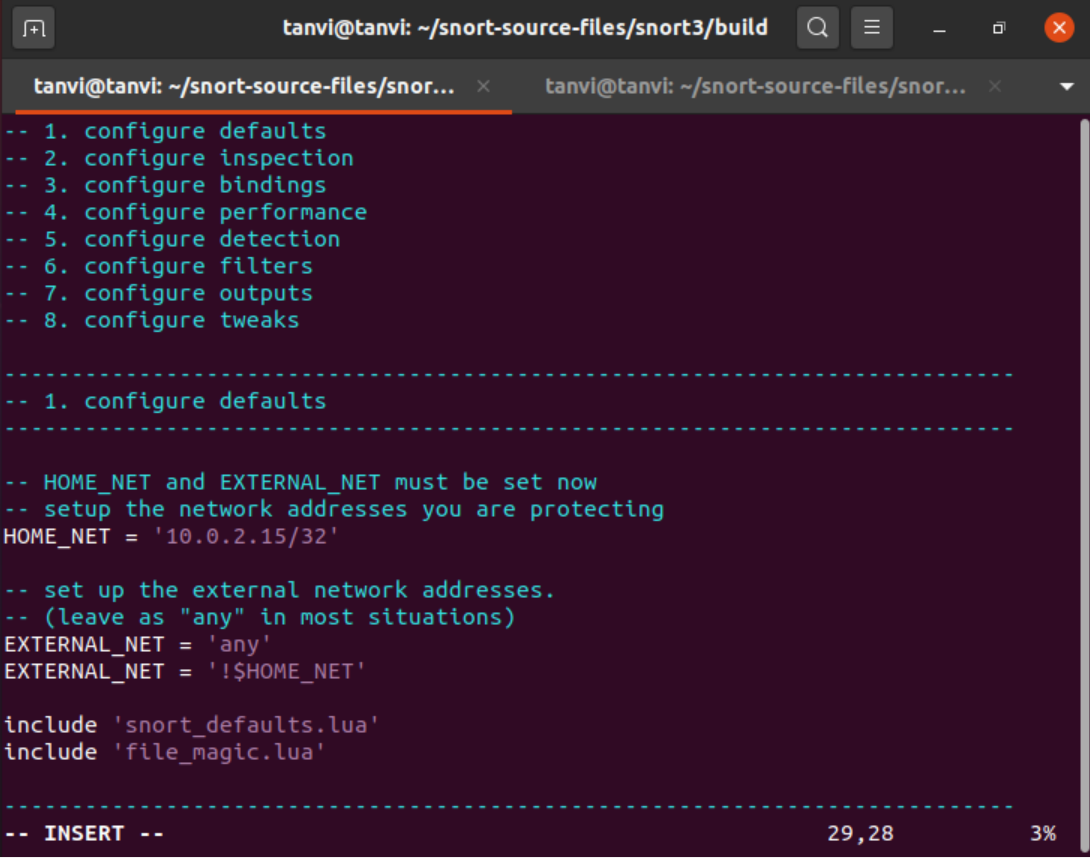 tanvi@tanvi: ~/snort-source-files/snort3/build
tanvi@tanvi: ~/snort-source-files/snor...
tanvi@tanvi: ~/snort-source-files/snor...
-- 1. configure defaults
-- 2. configure inspection
-- 3. configure bindings
-- 4. configure performance
-- 5. configure detection
-- 6. configure filters
-- 7. configure outputs
-- 8. configure tweaks
---------------------------------------------------------------------------
-- 1. configure defaults
---------------------------------------------------------------------------
-- HOME_NET and EXTERNAL_NET must be set now
-- setup the network addresses you are protecting
HOME_NET = '10.0.2.15/32'
-- set up the external network addresses.
-- (leave as "any" in most situations)
EXTERNAL_NET = 'any'
EXTERNAL_NET = '!$HOME_NET'
include 'snort_defaults.lua'
include 'file_magic.lua'
---------------------------------------------------------------------------
-- INSERT -- 29,28 3%